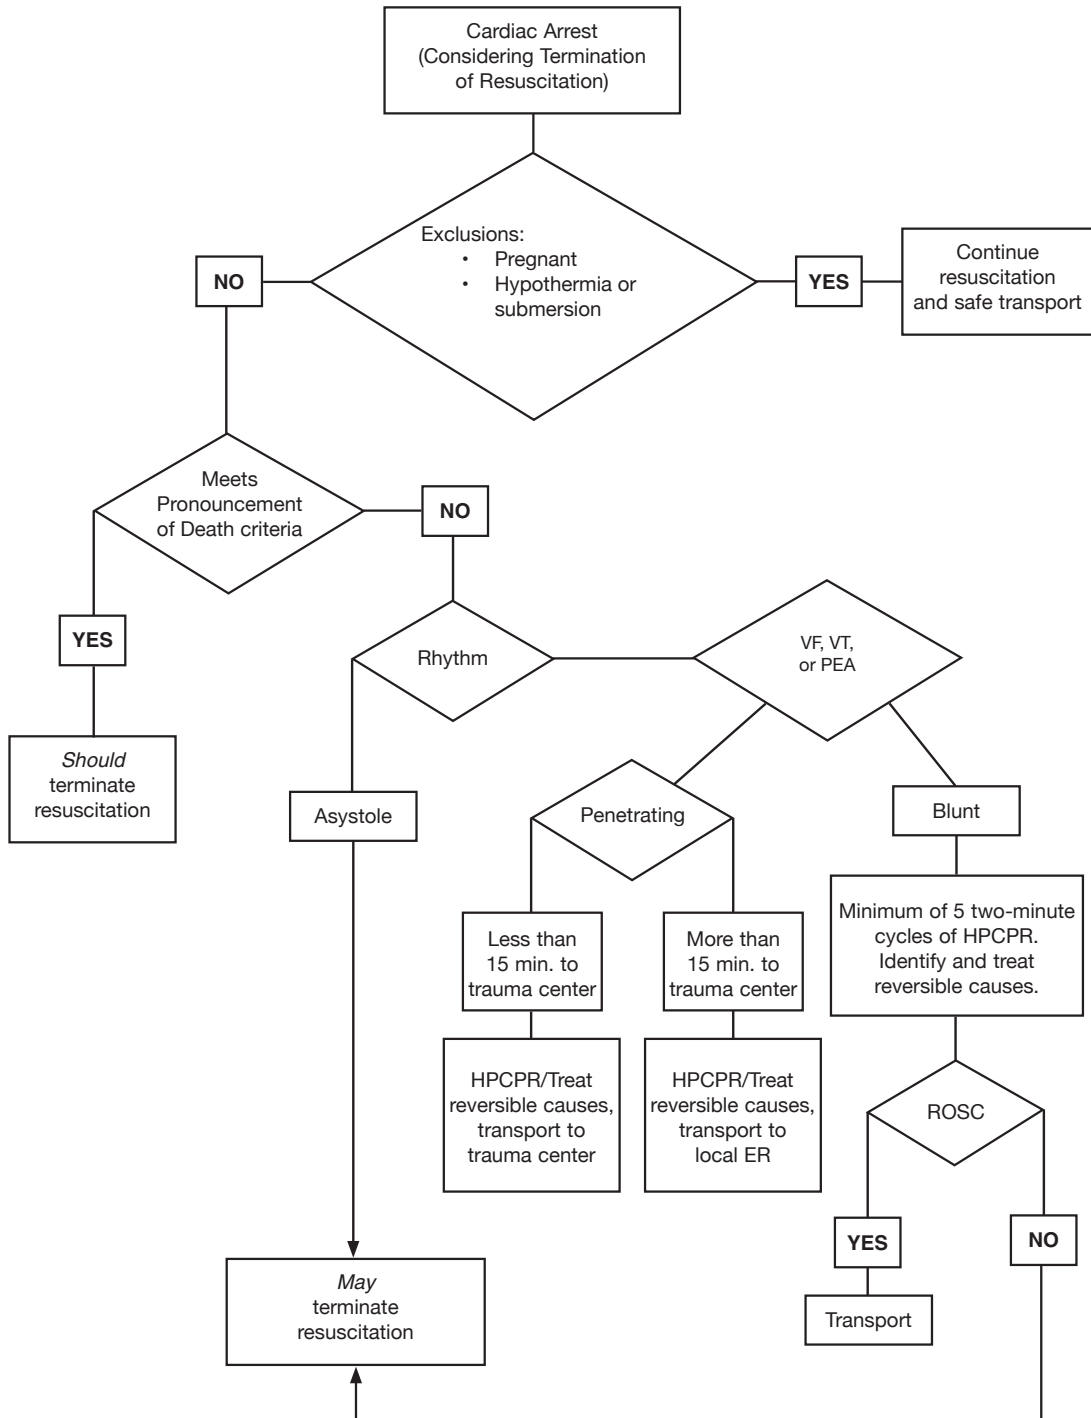 Cardiac Arrest
(Considering Termination
of Resuscitation)
Exclusions:
• Pregnant
• Hypothermia or
submersion
NO
YES
Continue
resuscitation
and safe transport
Meets
Pronouncement
of Death criteria
NO
YES
Should
terminate
resuscitation
Rhythm
VF, VT,
or PEA
Asystole
Penetrating
Blunt
Less than
15 min. to
trauma center
More than
15 min. to
trauma center
Minimum of 5 two-minute
cycles of HPCPR.
Identify and treat
reversible causes.
HPCPR/Treat
reversible causes,
transport to
trauma center
HPCPR/Treat
reversible causes,
transport to
local ER
ROSC
YES
NO
Transport
May
terminate
resuscitation